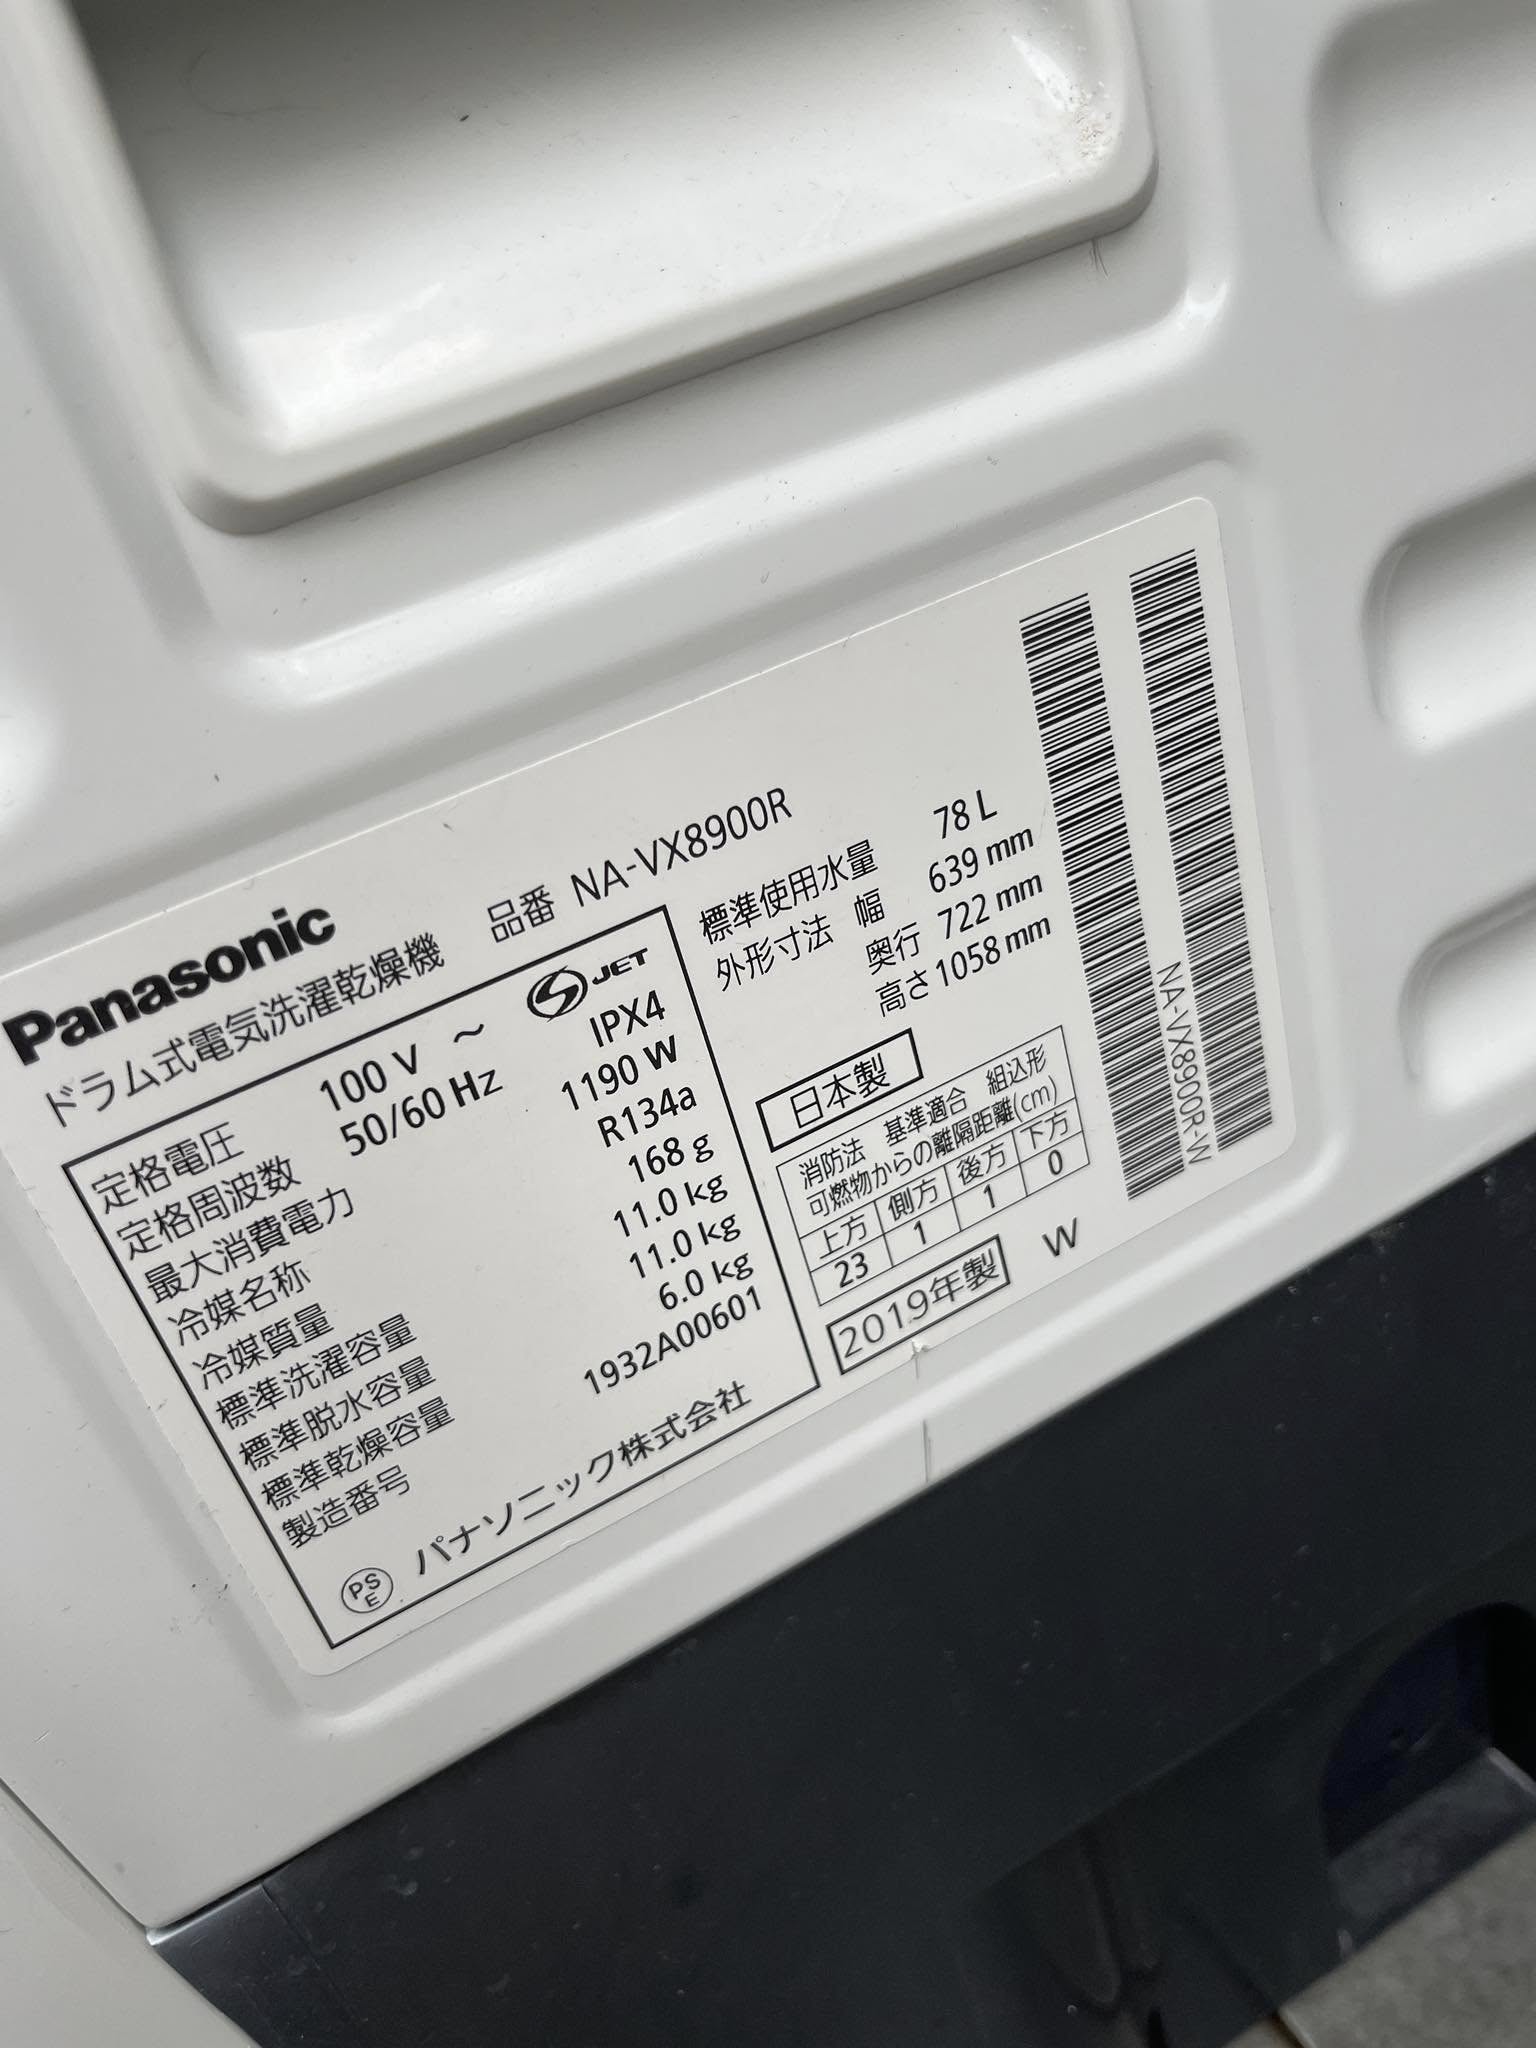 Panasonic
ドラム式電気洗濯乾燥機 品番 NA-VX8900R
定格電圧 100 V ～ S JET
定格周波数 50/60 Hz IPX4
最大消費電力 1190 W
冷媒名称 R134a
冷媒質量 168 g
標準洗濯容量 11.0 kg
標準脱水容量 11.0 kg
標準乾燥容量 6.0 kg
製造番号 1932A00601
PSE パナソニック株式会社
標準使用水量 78 L
外形寸法 幅 639 mm
奥行 722 mm
高さ 1058 mm
日本製
消防法 基準適合 組込形
可燃物からの離隔距離(cm)
上方 側方 後方 下方
23 1 1 0
2019年製 W
NA-VX8900R-W